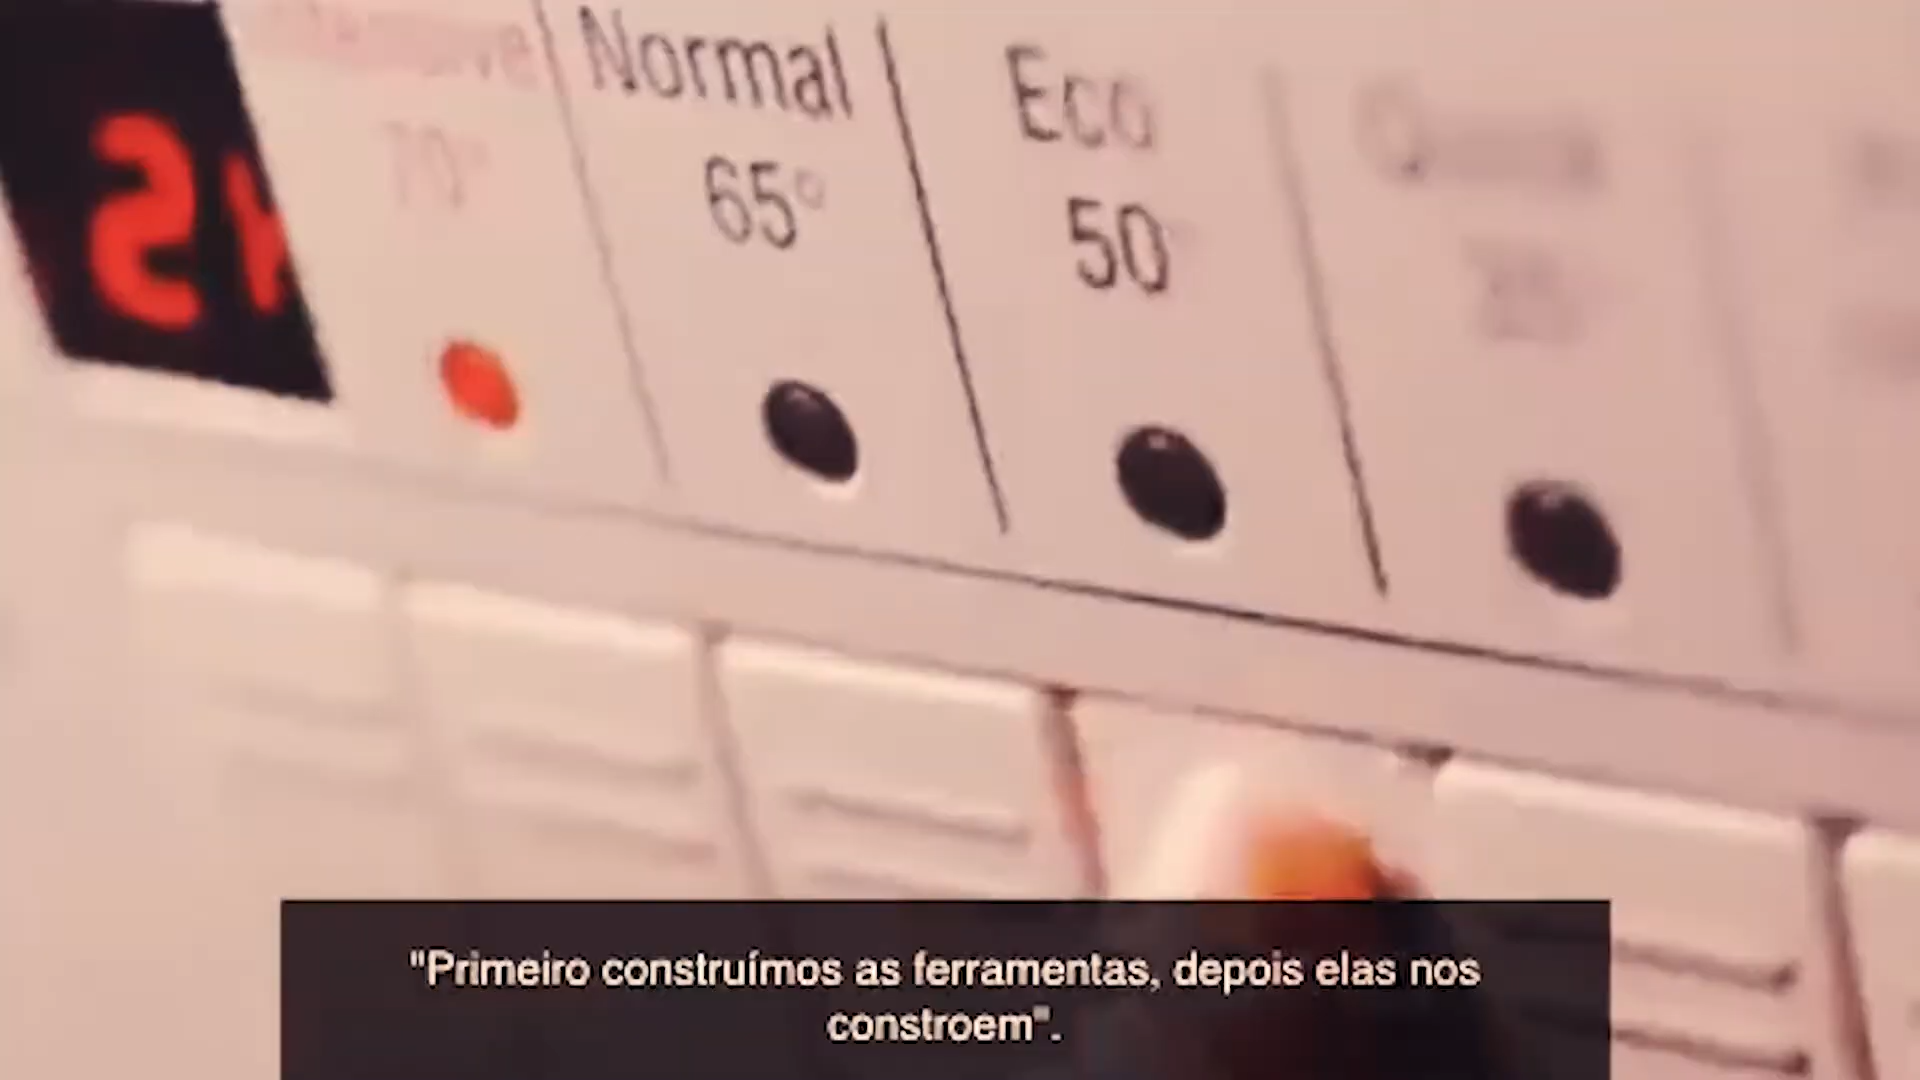 Normal
Eco
65°
50
"Primeiro construímos as ferramentas, depois elas nos
constroem".